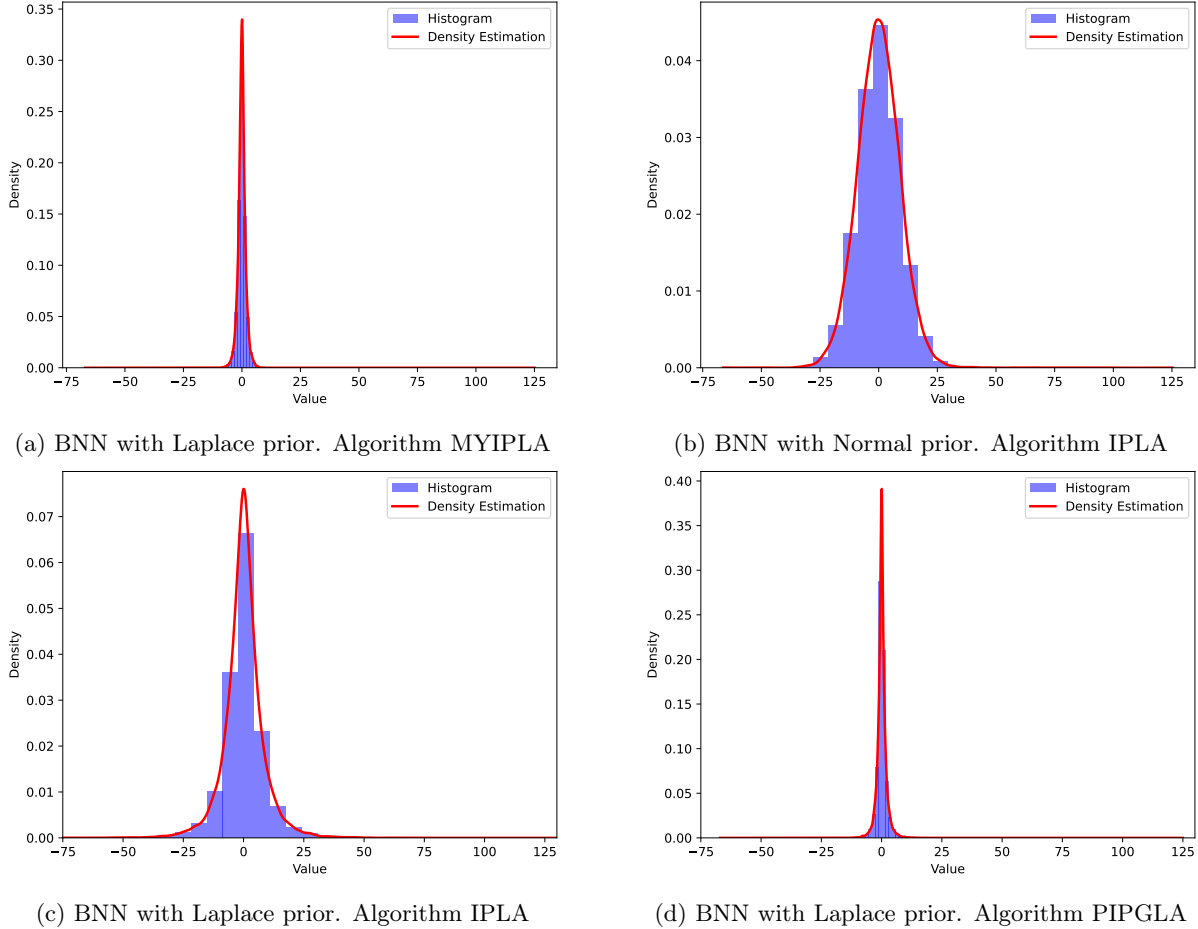 0.35
0.30
0.25
0.20
0.15
0.10
0.05
0.00
Density
−75 −50 −25 0 25 50 75 100 125
Value
Histogram
Density Estimation
(a) BNN with Laplace prior. Algorithm MYIPLA
0.04
0.03
0.02
0.01
0.00
Density
−75 −50 −25 0 25 50 75 100 125
Value
Histogram
Density Estimation
(b) BNN with Normal prior. Algorithm IPLA
0.07
0.06
0.05
0.04
0.03
0.02
0.01
0.00
Density
−75 −50 −25 0 25 50 75 100 125
Value
Histogram
Density Estimation
(c) BNN with Laplace prior. Algorithm IPLA
0.40
0.35
0.30
0.25
0.20
0.15
0.10
0.05
0.00
Density
−75 −50 −25 0 25 50 75 100 125
Value
Histogram
Density Estimation
(d) BNN with Laplace prior. Algorithm PIPGLA